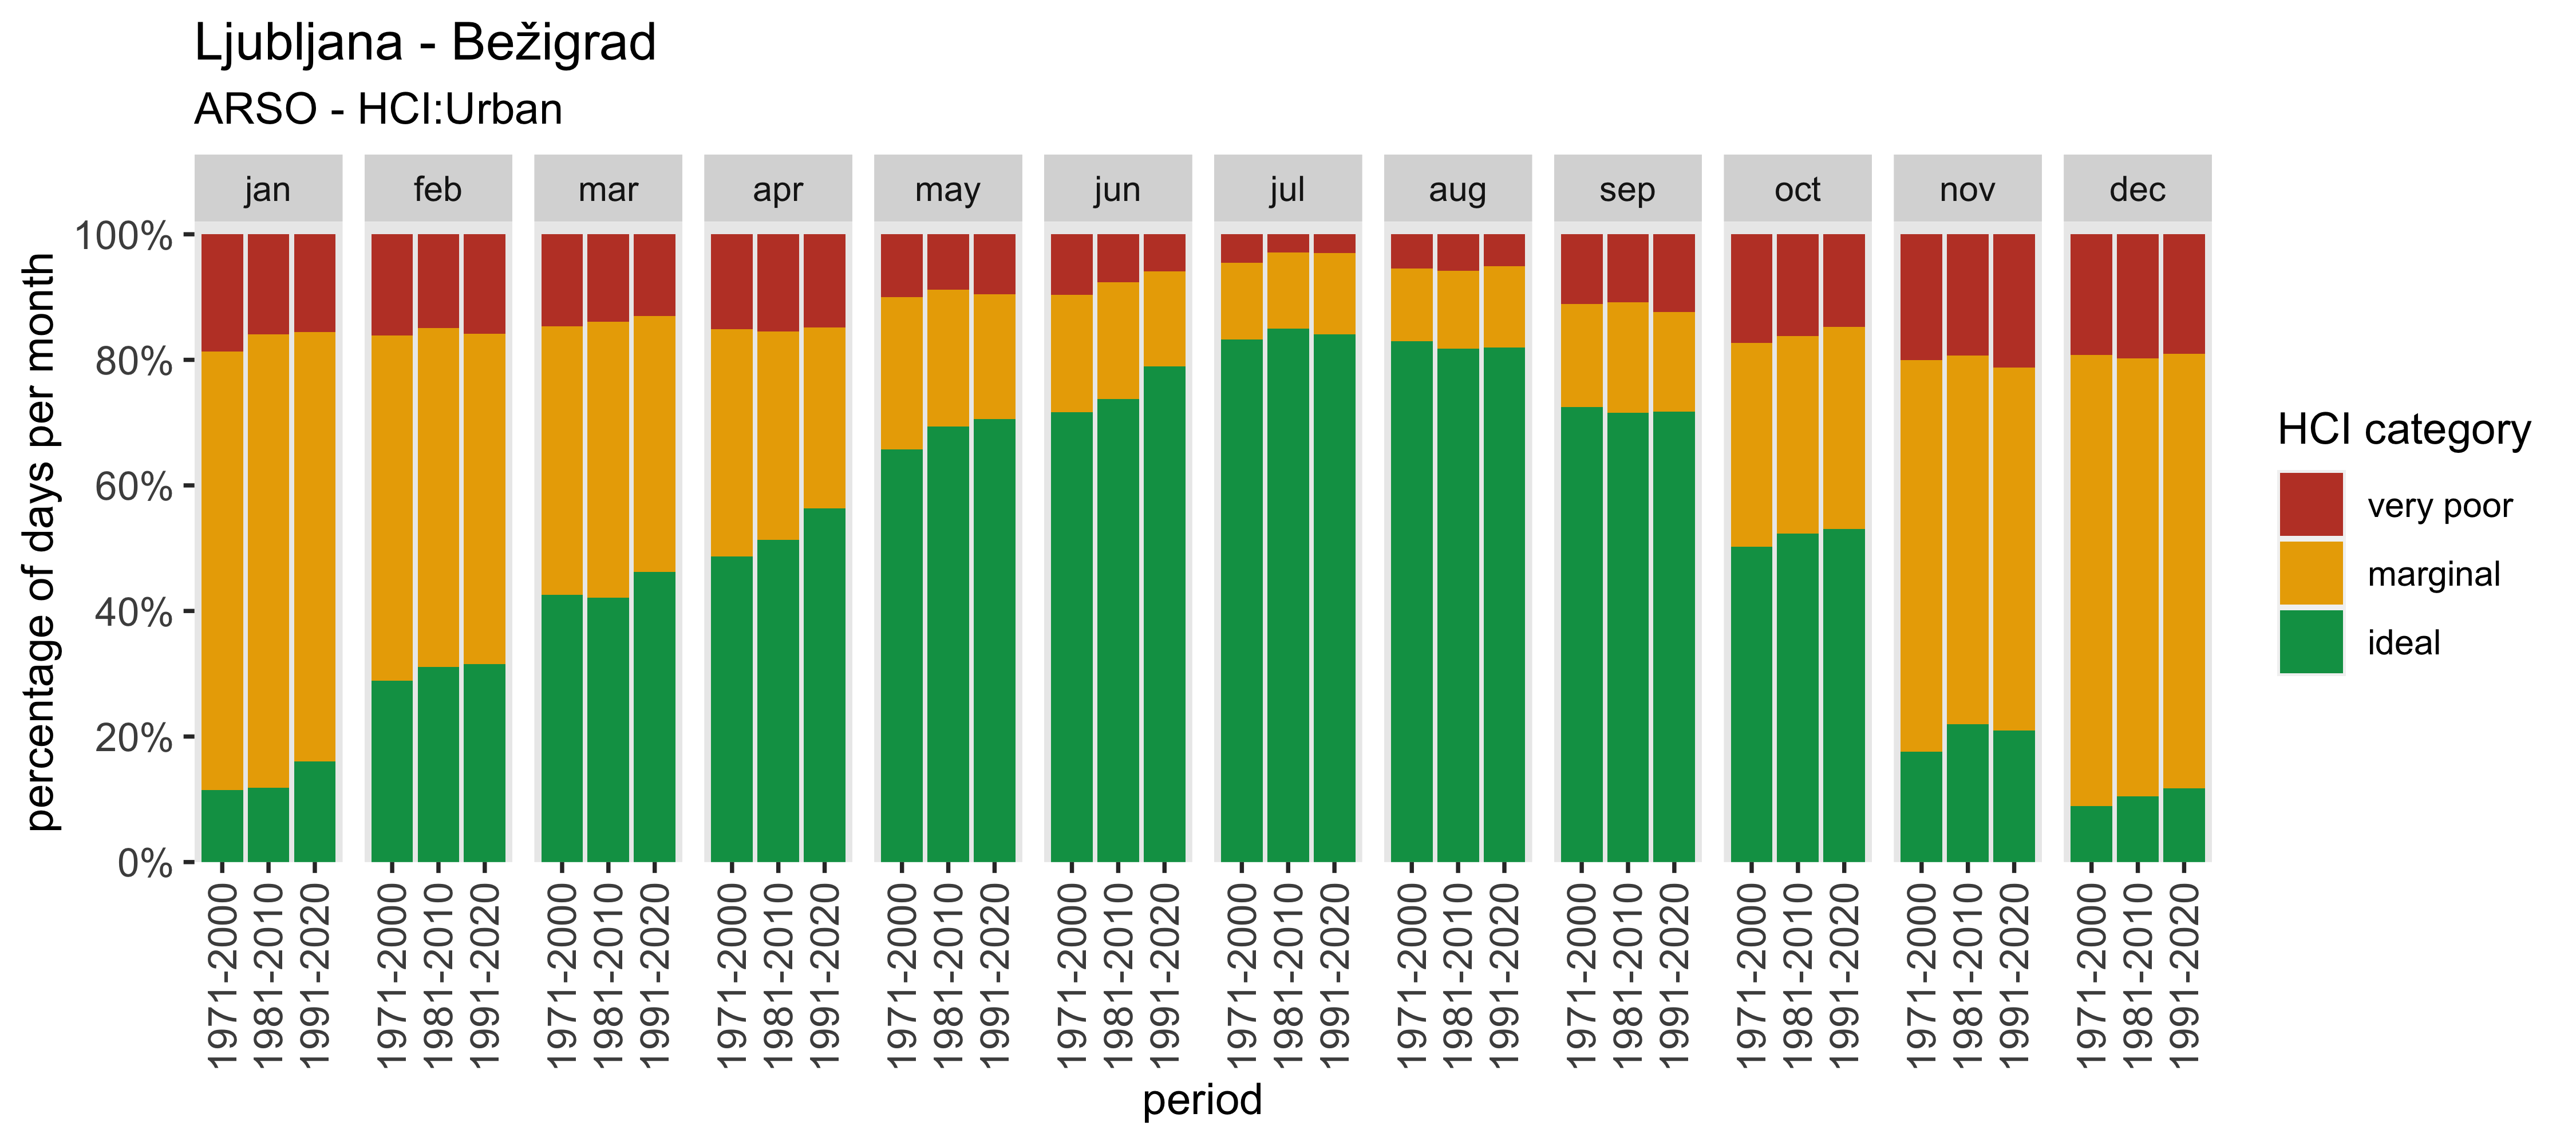 Ljubljana - Bežigrad
ARSO - HCI:Urban
jan feb mar apr may jun jul aug sep oct nov dec
percentage of days per month
100%
80%
60%
40%
20%
0%
1971-2000 1981-2010 1991-2020 1971-2000 1981-2010 1991-2020 1971-2000 1981-2010 1991-2020 1971-2000 1981-2010 1991-2020 1971-2000 1981-2010 1991-2020 1971-2000 1981-2010 1991-2020 1971-2000 1981-2010 1991-2020 1971-2000 1981-2010 1991-2020 1971-2000 1981-2010 1991-2020 1971-2000 1981-2010 1991-2020 1971-2000 1981-2010 1991-2020 1971-2000 1981-2010 1991-2020
period
HCI category
very poor
marginal
ideal